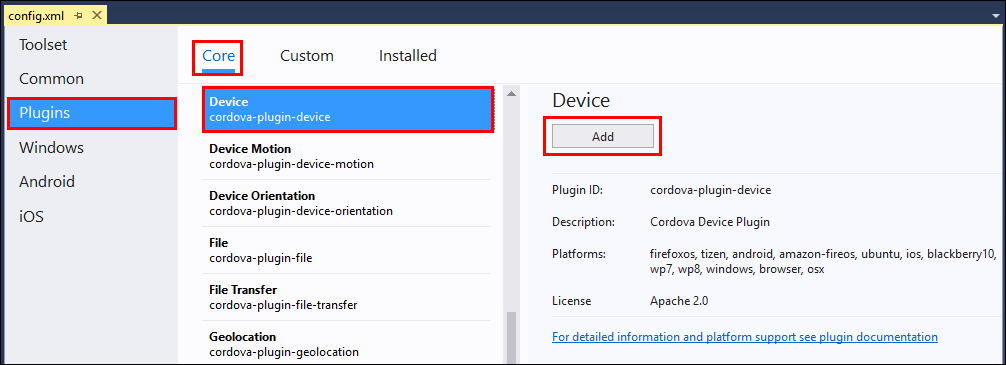 config.xml
Toolset
Common
Plugins
Windows
Android
iOS
Core Custom Installed
Device
cordova-plugin-device
Device Motion
cordova-plugin-device-motion
Device Orientation
cordova-plugin-device-orientation
File
cordova-plugin-file
File Transfer
cordova-plugin-file-transfer
Geolocation
cordova-plugin-geolocation
Device
Add
Plugin ID: cordova-plugin-device
Description: Cordova Device Plugin
Platforms: firefoxos, tizen, android, amazon-fireos, ubuntu, ios, blackberry10,
wp7, wp8, windows, browser, osx
License Apache 2.0
For detailed information and platform support see plugin documentation